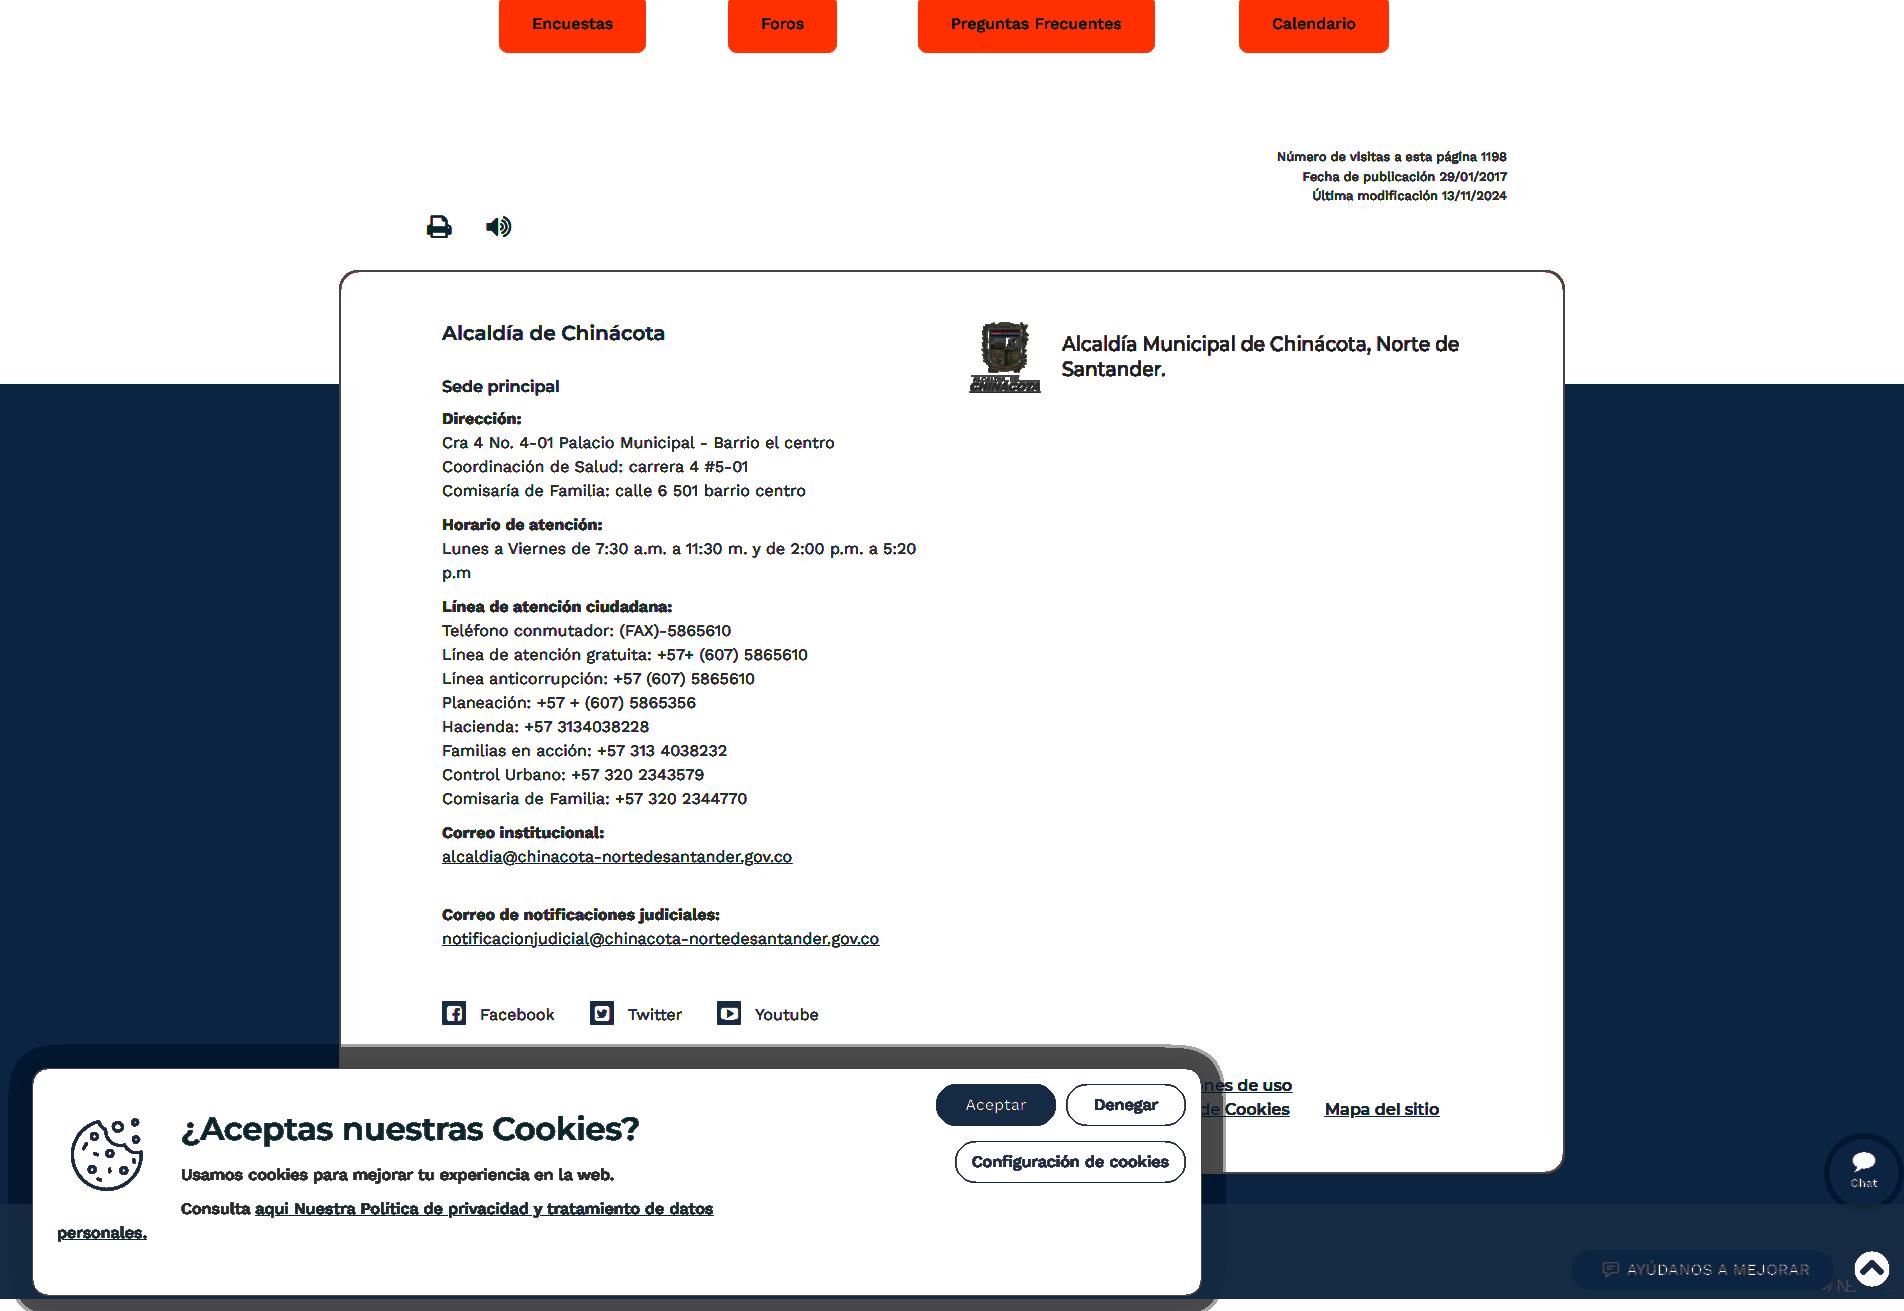 Encuestas
Foros
Preguntas Frecuentes
Calendario
Número de visitas a esta página 1198
Fecha de publicación 29/01/2017
Última modificación 13/11/2024
Alcaldía de Chinácota
Alcaldía Municipal de Chinácota, Norte de
Santander.
CHINACOTA
Sede principal
Dirección:
Cra 4 No. 4-01 Palacio Municipal - Barrio el centro
Coordinación de Salud: carrera 4 #5-01
Comisaría de Familia: calle 6 501 barrio centro
Horario de atención:
Lunes a Viernes de 7:30 a.m. a 11:30 m. y de 2:00 p.m. a 5:20
p.m
Línea de atención ciudadana:
Teléfono conmutador: (FAX)-5865610
Línea de atención gratuita: +57+ (607) 5865610
Línea anticorrupción: +57 (607) 5865610
Planeación: +57 + (607) 5865356
Hacienda: +57 3134038228
Familias en acción: +57 313 4038232
Control Urbano: +57 320 2343579
Comisaria de Familia: +57 320 2344770
Correo institucional:
alcaldia@chinacota-nortedesantander.gov.co
Correo de notificaciones judiciales:
notificacionjudicial@chinacota-nortedesantander.gov.co
Facebook
Twitter
Youtube
nes de uso
de Cookies
Mapa del sitio
¿Aceptas nuestras Cookies?
Usamos cookies para mejorar tu experiencia en la web.
Consulta aqui Nuestra Política de privacidad y tratamiento de datos
personales.
Aceptar
Denegar
Configuración de cookies
Chat
AYÚDANOS A MEJORAR